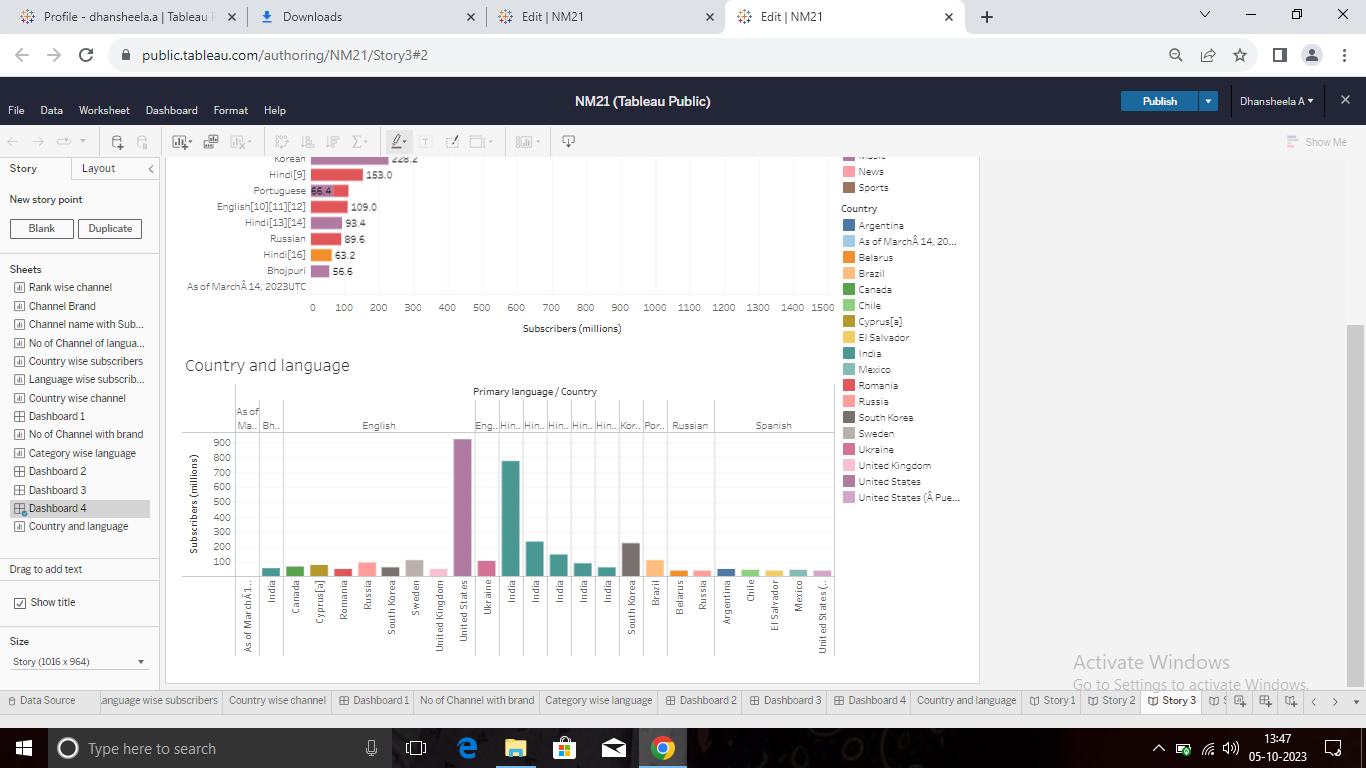 Profile - dhansheela.a | Tableau P
Downloads
Edit | NM21
Edit | NM21
public.tableau.com/authoring/NM21/Story3#2
NM21 (Tableau Public)
Publish
Dhansheela A
File Data Worksheet Dashboard Format Help
Show Me
Story
Layout
New story point
Blank
Duplicate
Sheets
Rank wise channel
Channel Brand
Channel name with Sub...
No of Channel of langua...
Country wise subscribers
Language wise subscrib...
Country wise channel
Dashboard 1
No of Channel with brand
Category wise language
Dashboard 2
Dashboard 3
Dashboard 4
Country and language
Drag to add text
Show title
Size
Story (1016 x 964)
Korean 228.2
Hindi[9] 153.0
Portuguese 66.4
English[10][11][12] 109.0
Hindi[13][14] 93.4
Russian 89.6
Hindi[16] 63.2
Bhojpuri 56.6
As of MarchÂ 14, 2023UTC
0 100 200 300 400 500 600 700 800 900 1000 1100 1200 1300 1400 1500
Subscribers (millions)
Music
News
Sports
Country
Argentina
As of MarchÂ 14, 20...
Belarus
Brazil
Canada
Chile
Cyprus[a]
El Salvador
India
Mexico
Romania
Russia
South Korea
Sweden
Ukraine
United Kingdom
United States
United States (Â Pue...
Country and language
Primary language / Country
As of
Ma.. Bh.. English Eng.. Hin.. Hin.. Hin.. Hin.. Hin.. Kor.. Por.. Russian Spanish
Subscribers (millions)
900
800
700
600
500
400
300
200
100
As of MarchÂ 1..
India
Canada
Cyprus[a]
Romania
Russia
South Korea
Sweden
United Kingdom
United States
Ukraine
India
India
India
India
India
South Korea
Brazil
Belarus
Russia
Argentina
Chile
El Salvador
Mexico
United States (..
Activate Windows
Go to Settings to activate Windows.
Data Source
anguage wise subscribers
Country wise channel
Dashboard 1
No of Channel with brand
Category wise language
Dashboard 2
Dashboard 3
Dashboard 4
Country and language
Story 1
Story 2
Story 3
Type here to search
13:47
05-10-2023